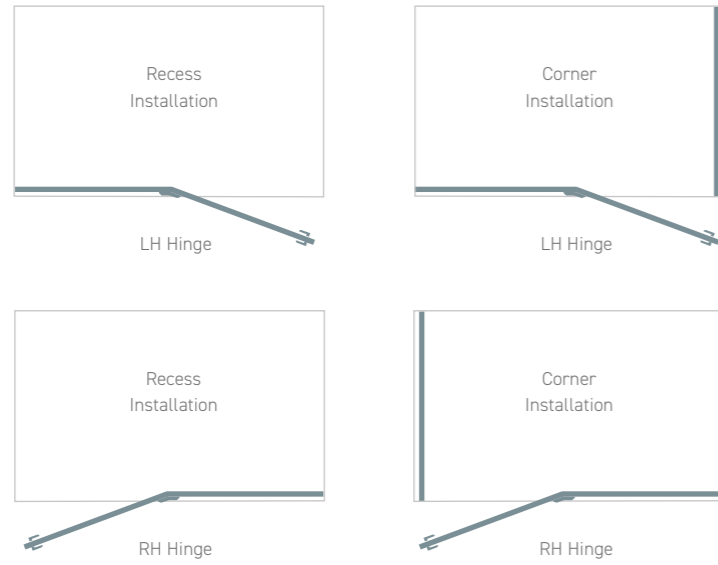 Recess
Installation
LH Hinge
Corner
Installation
LH Hinge
Recess
Installation
RH Hinge
Corner
Installation
RH Hinge